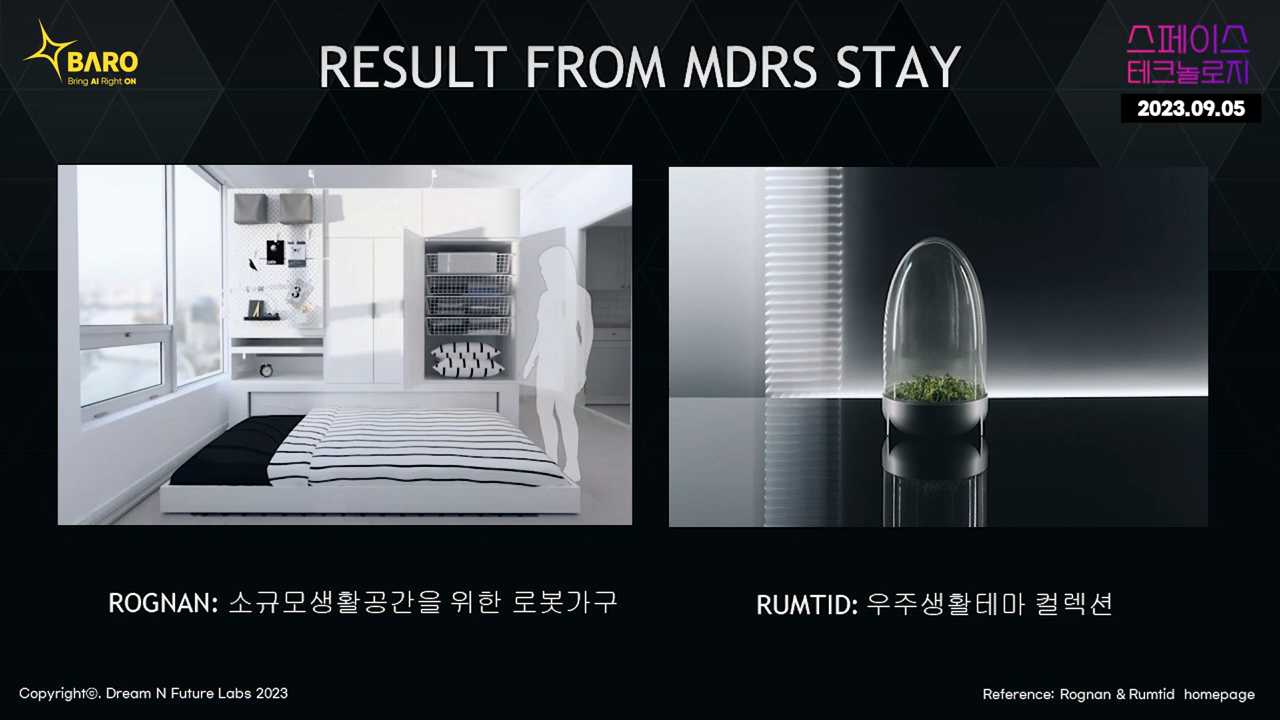 BARO
Bring AI Right ON
RESULT FROM MDRS STAY
스페이스
테크놀로지
2023.09.05
3
ROGNAN: 소규모생활공간을 위한 로봇가구
RUMTID: 우주생활테마 컬렉션
Copyright©. Dream N Future Labs 2023
Reference: Rognan & Rumtid homepage